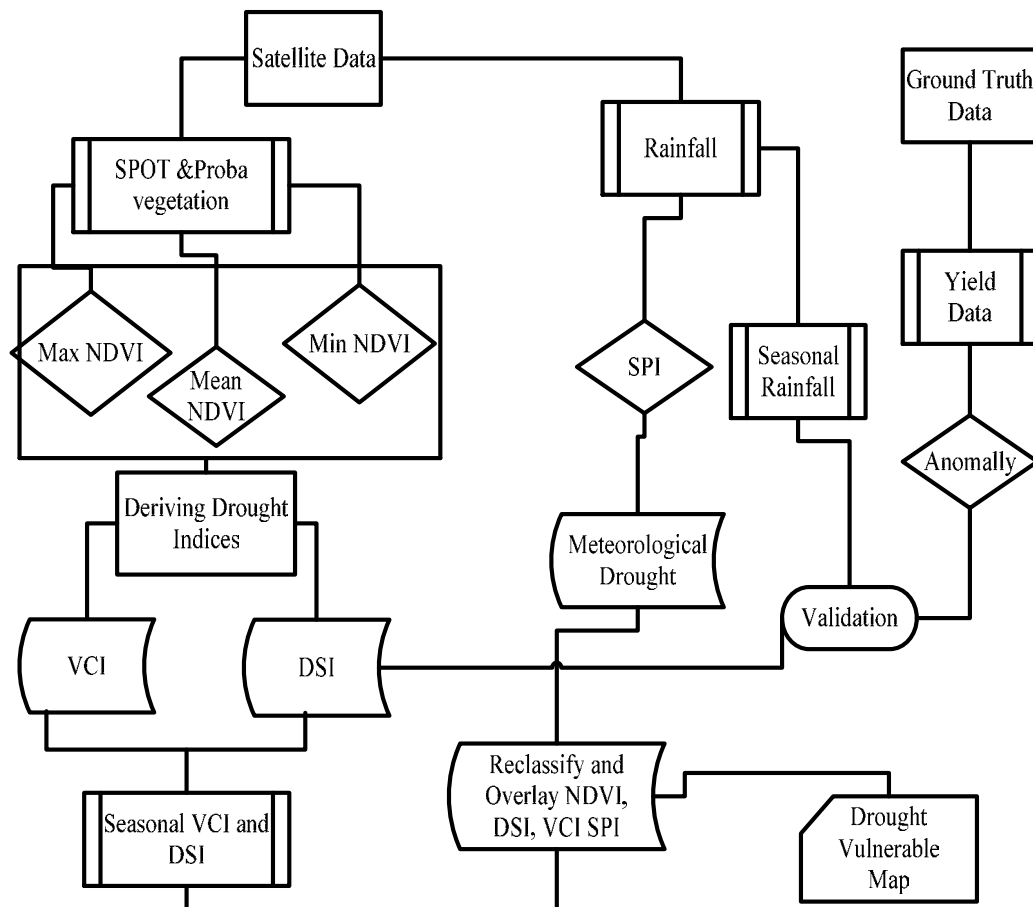 Satellite Data
Ground Truth
Data
SPOT &Proba
vegetation
Rainfall
Yield
Data
Max NDVI
Mean
NDVI
Min NDVI
SPI
Seasonal
Rainfall
Anomally
Deriving Drought
Indices
Meteorological
Drought
Validation
VCI
DSI
Seasonal VCI and
DSI
Reclassify and
Overlay NDVI,
DSI, VCI SPI
Drought
Vulnerable
Map